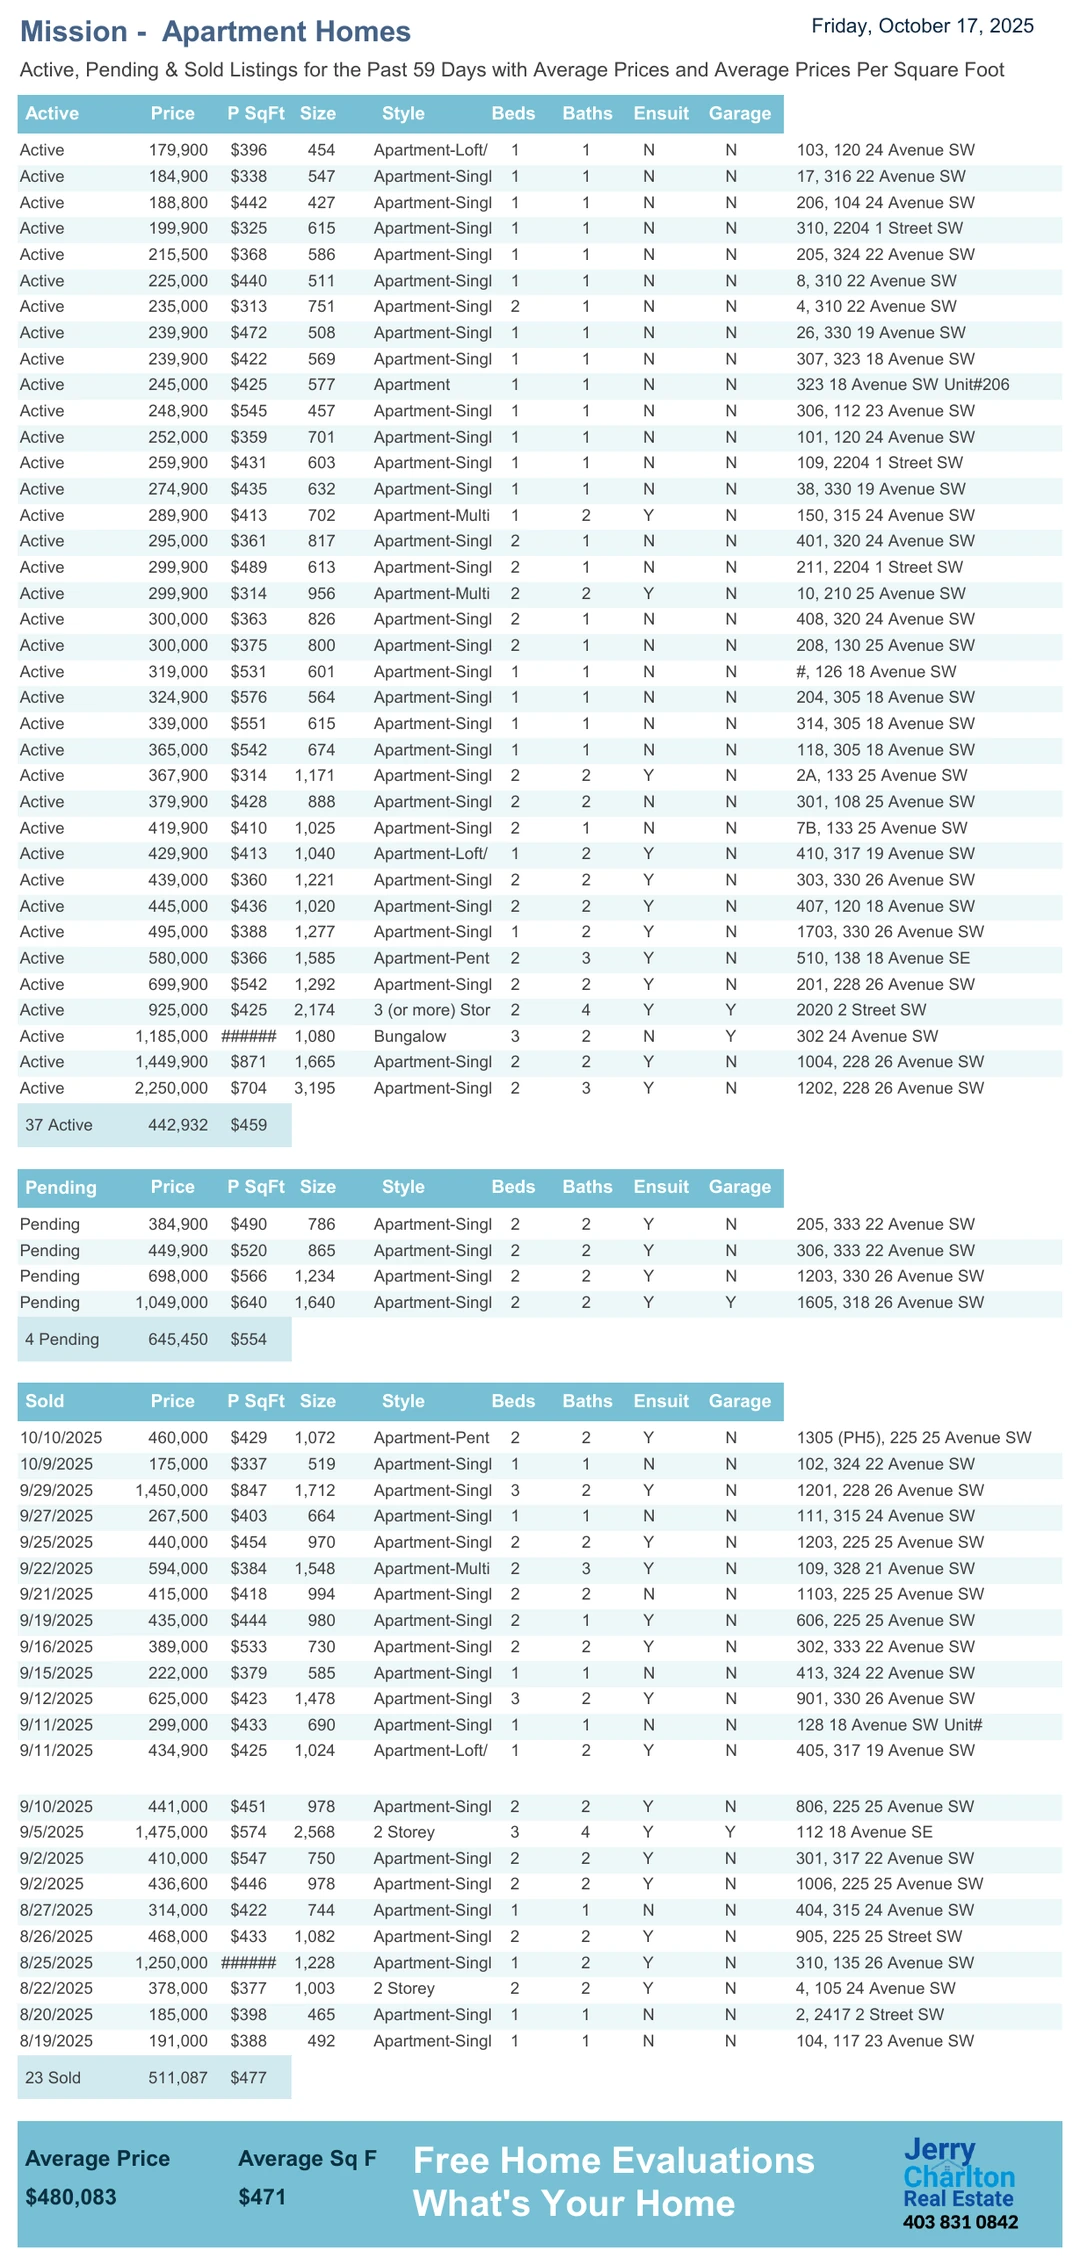 Mission -  Apartment Homes
Friday, October 17, 2025
Active, Pending & Sold Listings for the Past 59 Days with Average Prices and Average Prices Per Square Foot
Active Price P SqFt Size Style Beds Baths Ensuit Garage
Active 179,900 $396 454 Apartment-Loft/ 1 1 N N 103, 120 24 Avenue SW
Active 184,900 $338 547 Apartment-Singl 1 1 N N 17, 316 22 Avenue SW
Active 188,800 $442 427 Apartment-Singl 1 1 N N 206, 104 24 Avenue SW
Active 199,900 $325 615 Apartment-Singl 1 1 N N 310, 2204 1 Street SW
Active 215,500 $368 586 Apartment-Singl 1 1 N N 205, 324 22 Avenue SW
Active 225,000 $440 511 Apartment-Singl 1 1 N N 8, 310 22 Avenue SW
Active 235,000 $313 751 Apartment-Singl 2 1 N N 4, 310 22 Avenue SW
Active 239,900 $472 508 Apartment-Singl 1 1 N N 26, 330 19 Avenue SW
Active 239,900 $422 569 Apartment-Singl 1 1 N N 307, 323 18 Avenue SW
Active 245,000 $425 577 Apartment 1 1 N N 323 18 Avenue SW Unit#206
Active 248,900 $545 457 Apartment-Singl 1 1 N N 306, 112 23 Avenue SW
Active 252,000 $359 701 Apartment-Singl 1 1 N N 101, 120 24 Avenue SW
Active 259,900 $431 603 Apartment-Singl 1 1 N N 109, 2204 1 Street SW
Active 274,900 $435 632 Apartment-Singl 1 1 N N 38, 330 19 Avenue SW
Active 289,900 $413 702 Apartment-Multi 1 2 Y N 150, 315 24 Avenue SW
Active 295,000 $361 817 Apartment-Singl 2 1 N N 401, 320 24 Avenue SW
Active 299,900 $489 613 Apartment-Singl 2 1 N N 211, 2204 1 Street SW
Active 299,900 $314 956 Apartment-Multi 2 2 Y N 10, 210 25 Avenue SW
Active 300,000 $363 826 Apartment-Singl 2 1 N N 408, 320 24 Avenue SW
Active 300,000 $375 800 Apartment-Singl 2 1 N N 208, 130 25 Avenue SW
Active 319,000 $531 601 Apartment-Singl 1 1 N N #, 126 18 Avenue SW
Active 324,900 $576 564 Apartment-Singl 1 1 N N 204, 305 18 Avenue SW
Active 339,000 $551 615 Apartment-Singl 1 1 N N 314, 305 18 Avenue SW
Active 365,000 $542 674 Apartment-Singl 1 1 N N 118, 305 18 Avenue SW
Active 367,900 $314 1,171 Apartment-Singl 2 2 Y N 2A, 133 25 Avenue SW
Active 379,900 $428 888 Apartment-Singl 2 2 N N 301, 108 25 Avenue SW
Active 419,900 $410 1,025 Apartment-Singl 2 1 N N 7B, 133 25 Avenue SW
Active 429,900 $413 1,040 Apartment-Loft/ 1 2 Y N 410, 317 19 Avenue SW
Active 439,000 $360 1,221 Apartment-Singl 2 2 Y N 303, 330 26 Avenue SW
Active 445,000 $436 1,020 Apartment-Singl 2 2 Y N 407, 120 18 Avenue SW
Active 495,000 $388 1,277 Apartment-Singl 1 2 Y N 1703, 330 26 Avenue SW
Active 580,000 $366 1,585 Apartment-Pent 2 3 Y N 510, 138 18 Avenue SE
Active 699,900 $542 1,292 Apartment-Singl 2 2 Y N 201, 228 26 Avenue SW
Active 925,000 $425 2,174 3 (or more) Stor 2 4 Y Y 2020 2 Street SW
Active 1,185,000 ###### 1,080 Bungalow 3 2 N Y 302 24 Avenue SW
Active 1,449,900 $871 1,665 Apartment-Singl 2 2 Y N 1004, 228 26 Avenue SW
Active 2,250,000 $704 3,195 Apartment-Singl 2 3 Y N 1202, 228 26 Avenue SW
37 Active 442,932 $459
Pending Price P SqFt Size Style Beds Baths Ensuit Garage
Pending 384,900 $490 786 Apartment-Singl 2 2 Y N 205, 333 22 Avenue SW
Pending 449,900 $520 865 Apartment-Singl 2 2 Y N 306, 333 22 Avenue SW
Pending 698,000 $566 1,234 Apartment-Singl 2 2 Y N 1203, 330 26 Avenue SW
Pending 1,049,000 $640 1,640 Apartment-Singl 2 2 Y Y 1605, 318 26 Avenue SW
4 Pending 645,450 $554
Sold Price P SqFt Size Style Beds Baths Ensuit Garage
10/10/2025 460,000 $429 1,072 Apartment-Pent 2 2 Y N 1305 (PH5), 225 25 Avenue SW
10/9/2025 175,000 $337 519 Apartment-Singl 1 1 N N 102, 324 22 Avenue SW
9/29/2025 1,450,000 $847 1,712 Apartment-Singl 3 2 Y N 1201, 228 26 Avenue SW
9/27/2025 267,500 $403 664 Apartment-Singl 1 1 N N 111, 315 24 Avenue SW
9/25/2025 440,000 $454 970 Apartment-Singl 2 2 Y N 1203, 225 25 Avenue SW
9/22/2025 594,000 $384 1,548 Apartment-Multi 2 3 Y N 109, 328 21 Avenue SW
9/21/2025 415,000 $418 994 Apartment-Singl 2 2 N N 1103, 225 25 Avenue SW
9/19/2025 435,000 $444 980 Apartment-Singl 2 1 Y N 606, 225 25 Avenue SW
9/16/2025 389,000 $533 730 Apartment-Singl 2 2 Y N 302, 333 22 Avenue SW
9/15/2025 222,000 $379 585 Apartment-Singl 1 1 N N 413, 324 22 Avenue SW
9/12/2025 625,000 $423 1,478 Apartment-Singl 3 2 Y N 901, 330 26 Avenue SW
9/11/2025 299,000 $433 690 Apartment-Singl 1 1 N N 128 18 Avenue SW Unit#
9/11/2025 434,900 $425 1,024 Apartment-Loft/ 1 2 Y N 405, 317 19 Avenue SW
9/10/2025 441,000 $451 978 Apartment-Singl 2 2 Y N 806, 225 25 Avenue SW
9/5/2025 1,475,000 $574 2,568 2 Storey 3 4 Y Y 112 18 Avenue SE
9/2/2025 410,000 $547 750 Apartment-Singl 2 2 Y N 301, 317 22 Avenue SW
9/2/2025 436,600 $446 978 Apartment-Singl 2 2 Y N 1006, 225 25 Avenue SW
8/27/2025 314,000 $422 744 Apartment-Singl 1 1 N N 404, 315 24 Avenue SW
8/26/2025 468,000 $433 1,082 Apartment-Singl 2 2 Y N 905, 225 25 Street SW
8/25/2025 1,250,000 ###### 1,228 Apartment-Singl 1 2 Y N 310, 135 26 Avenue SW
8/22/2025 378,000 $377 1,003 2 Storey 2 2 Y N 4, 105 24 Avenue SW
8/20/2025 185,000 $398 465 Apartment-Singl 1 1 N N 2, 2417 2 Street SW
8/19/2025 191,000 $388 492 Apartment-Singl 1 1 N N 104, 117 23 Avenue SW
23 Sold 511,087 $477
Average Price Average Sq F
$480,083 $471
Free Home Evaluations
What's Your Home
Jerry
Charlton
Real Estate
403 831 0842